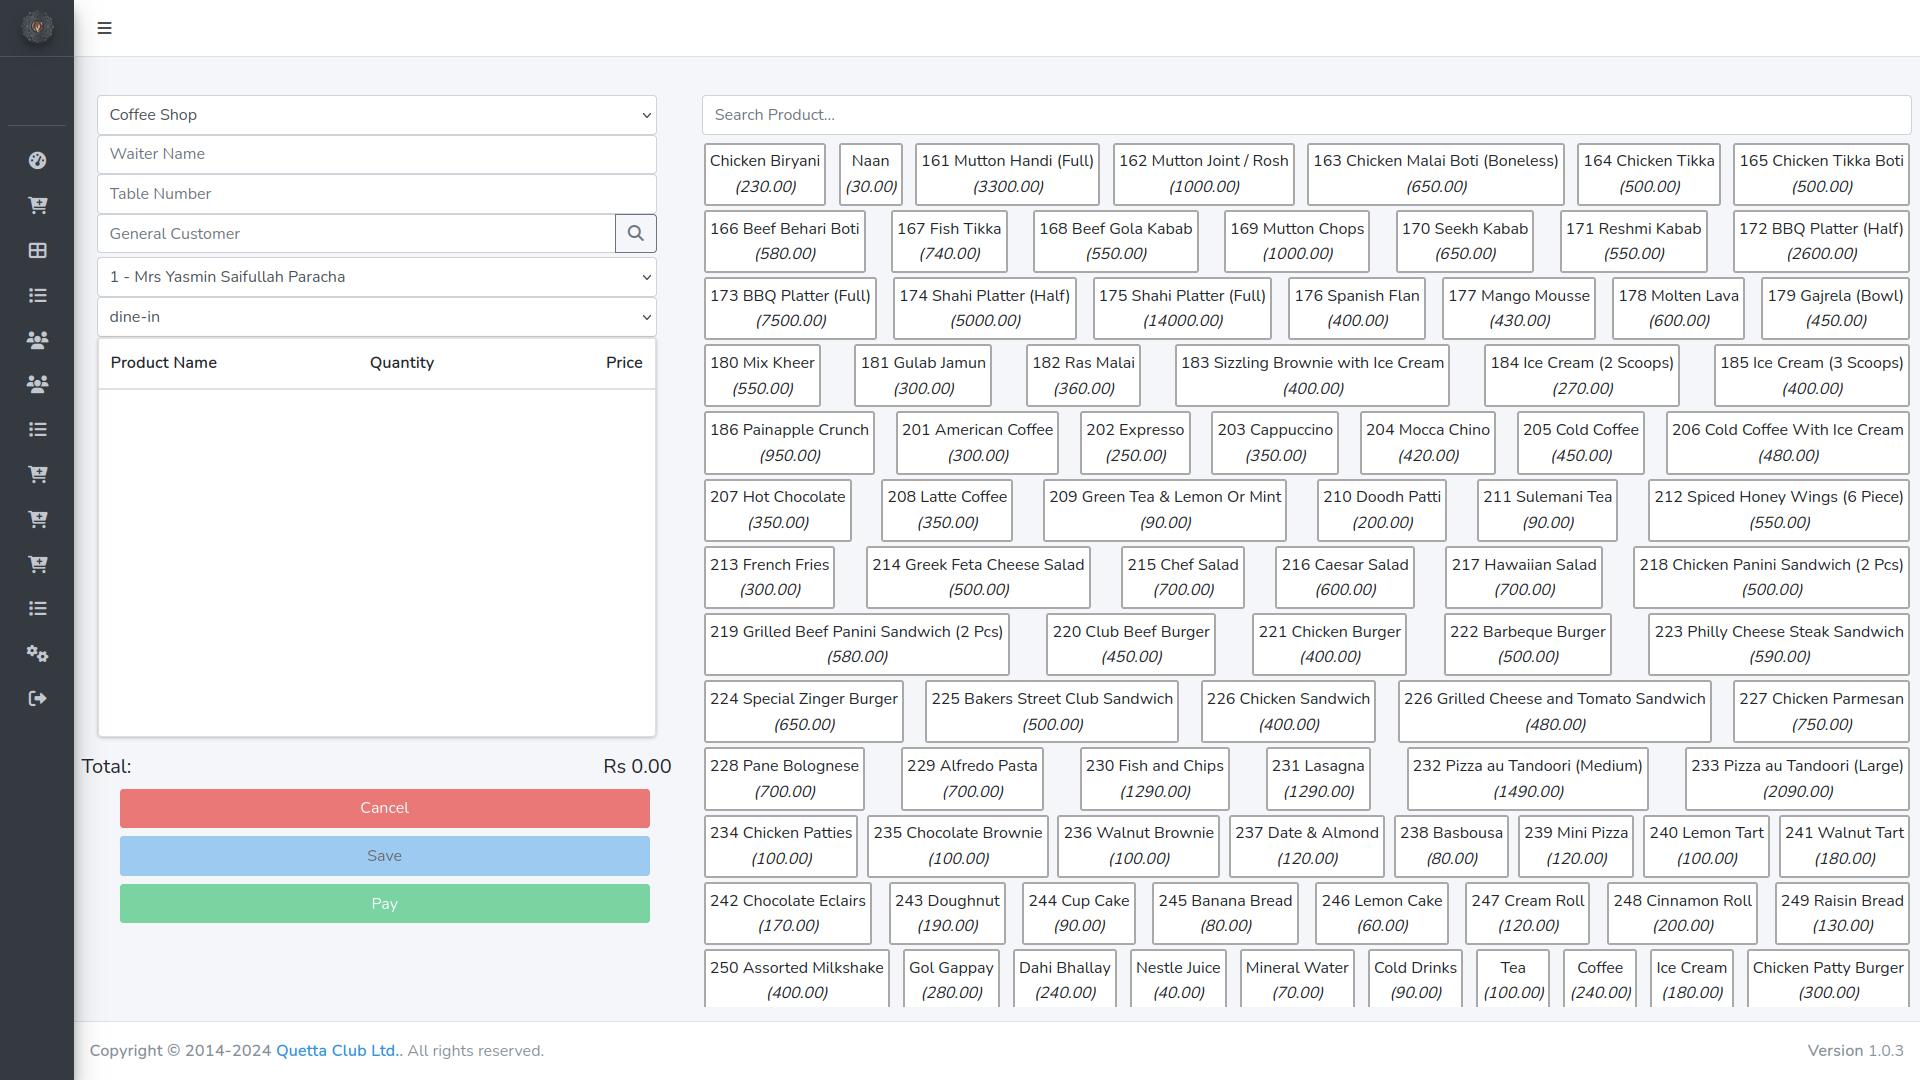 Coffee Shop
Waiter Name
Table Number
General Customer
1 - Mrs Yasmin Saifullah Paracha
dine-in
Product Name Quantity Price
Total: Rs 0.00
Cancel
Save
Pay
Search Product...
Chicken Biryani (230.00)
Naan (30.00)
161 Mutton Handi (Full) (3300.00)
162 Mutton Joint / Rosh (1000.00)
163 Chicken Malai Boti (Boneless) (650.00)
164 Chicken Tikka (500.00)
165 Chicken Tikka Boti (500.00)
166 Beef Behari Boti (580.00)
167 Fish Tikka (740.00)
168 Beef Gola Kabab (550.00)
169 Mutton Chops (1000.00)
170 Seekh Kabab (650.00)
171 Reshmi Kabab (550.00)
172 BBQ Platter (Half) (2600.00)
173 BBQ Platter (Full) (7500.00)
174 Shahi Platter (Half) (5000.00)
175 Shahi Platter (Full) (14000.00)
176 Spanish Flan (400.00)
177 Mango Mousse (430.00)
178 Molten Lava (600.00)
179 Gajrela (Bowl) (450.00)
180 Mix Kheer (550.00)
181 Gulab Jamun (300.00)
182 Ras Malai (360.00)
183 Sizzling Brownie with Ice Cream (400.00)
184 Ice Cream (2 Scoops) (270.00)
185 Ice Cream (3 Scoops) (400.00)
186 Painapple Crunch (950.00)
201 American Coffee (300.00)
202 Expresso (250.00)
203 Cappuccino (350.00)
204 Mocca Chino (420.00)
205 Cold Coffee (450.00)
206 Cold Coffee With Ice Cream (480.00)
207 Hot Chocolate (350.00)
208 Latte Coffee (350.00)
209 Green Tea & Lemon Or Mint (90.00)
210 Doodh Patti (200.00)
211 Sulemani Tea (90.00)
212 Spiced Honey Wings (6 Piece) (550.00)
213 French Fries (300.00)
214 Greek Feta Cheese Salad (500.00)
215 Chef Salad (700.00)
216 Caesar Salad (600.00)
217 Hawaiian Salad (700.00)
218 Chicken Panini Sandwich (2 Pcs) (500.00)
219 Grilled Beef Panini Sandwich (2 Pcs) (580.00)
220 Club Beef Burger (450.00)
221 Chicken Burger (400.00)
222 Barbeque Burger (500.00)
223 Philly Cheese Steak Sandwich (590.00)
224 Special Zinger Burger (650.00)
225 Bakers Street Club Sandwich (500.00)
226 Chicken Sandwich (400.00)
226 Grilled Cheese and Tomato Sandwich (480.00)
227 Chicken Parmesan (750.00)
228 Pane Bolognese (700.00)
229 Alfredo Pasta (700.00)
230 Fish and Chips (1290.00)
231 Lasagna (1290.00)
232 Pizza au Tandoori (Medium) (1490.00)
233 Pizza au Tandoori (Large) (2090.00)
234 Chicken Patties (100.00)
235 Chocolate Brownie (100.00)
236 Walnut Brownie (100.00)
237 Date & Almond (120.00)
238 Basbousa (80.00)
239 Mini Pizza (120.00)
240 Lemon Tart (100.00)
241 Walnut Tart (180.00)
242 Chocolate Eclairs (170.00)
243 Doughnut (190.00)
244 Cup Cake (90.00)
245 Banana Bread (80.00)
246 Lemon Cake (60.00)
247 Cream Roll (120.00)
248 Cinnamon Roll (200.00)
249 Raisin Bread (130.00)
250 Assorted Milkshake (400.00)
Gol Gappay (280.00)
Dahi Bhallay (240.00)
Nestle Juice (40.00)
Mineral Water (70.00)
Cold Drinks (90.00)
Tea (100.00)
Coffee (240.00)
Ice Cream (180.00)
Chicken Patty Burger (300.00)
Copyright © 2014-2024 Quetta Club Ltd.. All rights reserved.
Version 1.0.3